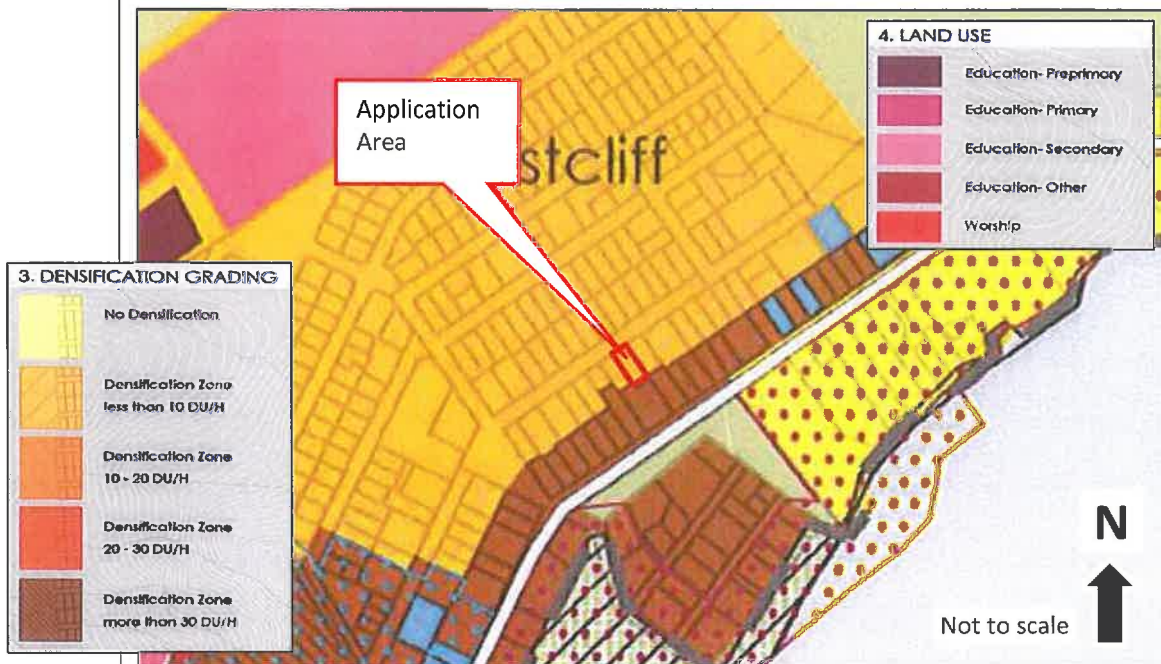 4. LAND USE
Education- Preprimary
Education- Primary
Education- Secondary
Education- Other
Worship
Application
Area
stcliff
3. DENSIFICATION GRADING
No Densification
Densification Zone
less than 10 DU/H
Densification Zone
10 - 20 DU/H
Densification Zone
20 - 30 DU/H
Densification Zone
more than 30 DU/H
N
Not to scale